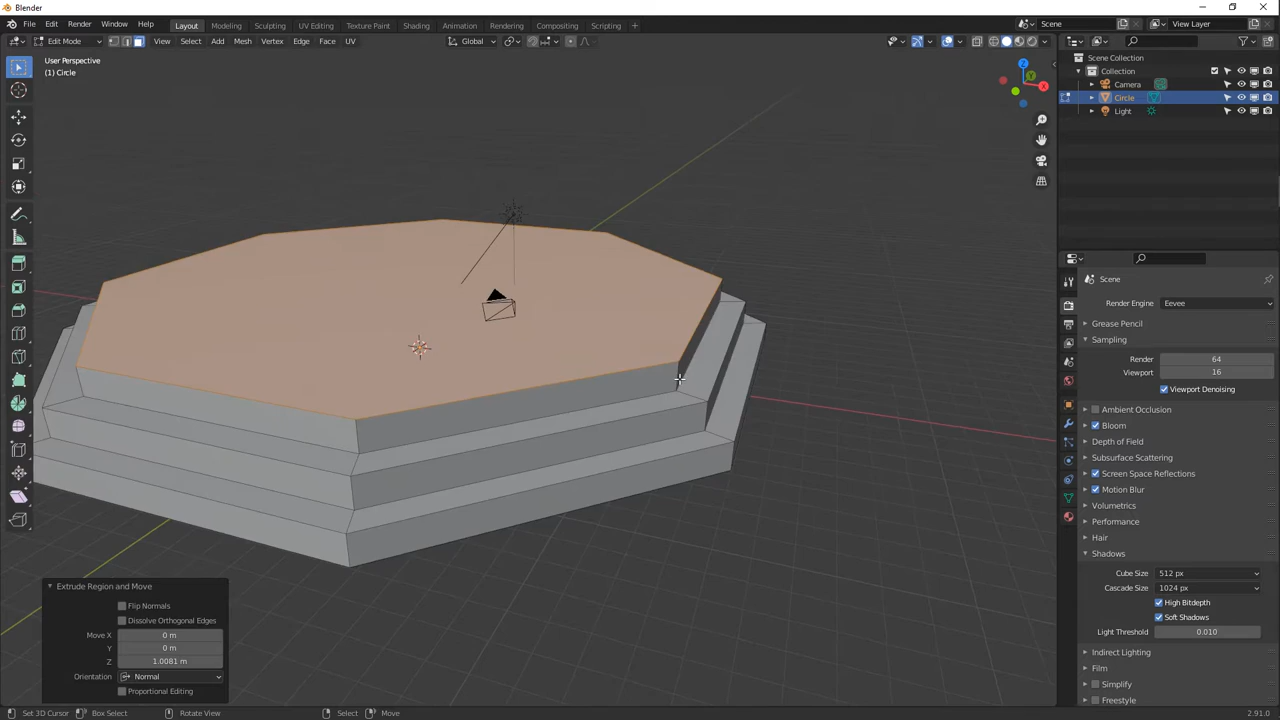 Blender
File Edit Render Window Help Layout Modeling Sculpting UV Editing Texture Paint Shading Animation Rendering Compositing Scripting + Scene View Layer
Edit Mode View Select Add Mesh Vertex Edge Face UV Global
User Perspective
(1) Circle
Scene Collection
Collection
Camera
Circle
Light
Z
Y
X
Scene
Render Engine Eevee
Grease Pencil
Sampling
Render 64
Viewport 16
Viewport Denoising
Ambient Occlusion
Bloom
Depth of Field
Subsurface Scattering
Screen Space Reflections
Motion Blur
Volumetrics
Performance
Hair
Shadows
Cube Size 512 px
Cascade Size 1024 px
High Bitdepth
Soft Shadows
Light Threshold 0.010
Indirect Lighting
Film
Simplify
Freestyle
Extrude Region and Move
Flip Normals
Dissolve Orthogonal Edges
Move X 0 m
Y 0 m
Z 1.0081 m
Orientation Normal
Proportional Editing
Set 3D Cursor Box Select Rotate View Select Move 2.91.0